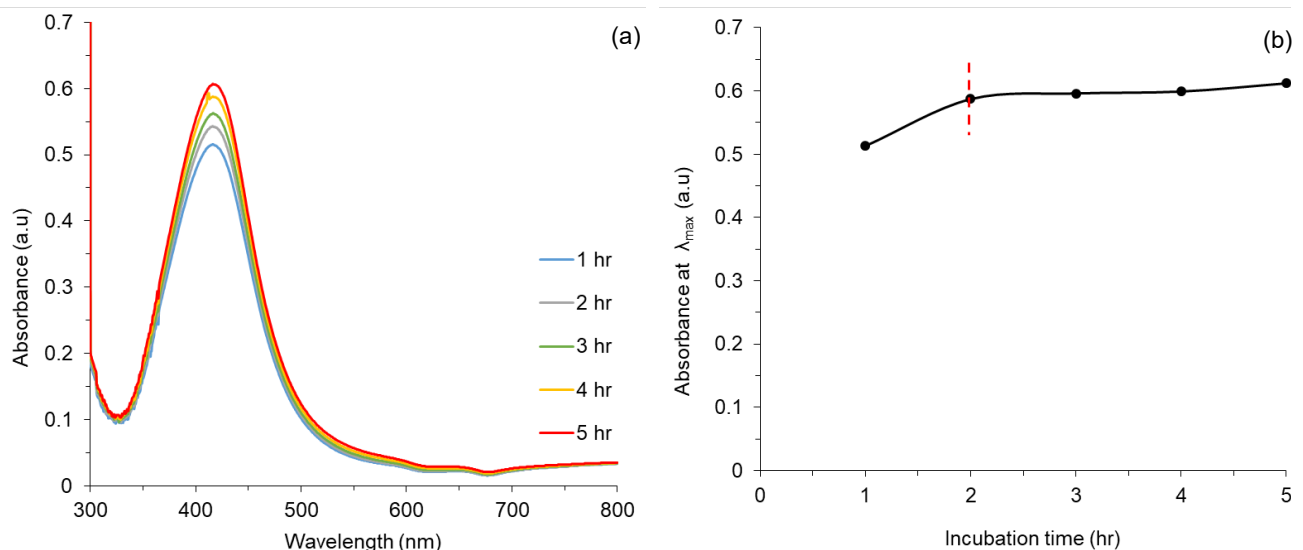 (a)
Absorbance (a.u)
0.7
0.6
0.5
0.4
0.3
0.2
0.1
0
300
400
500
600
700
800
Wavelength (nm)
1 hr
2 hr
3 hr
4 hr
5 hr
(b)
Absorbance at λmax (a.u)
0.7
0.6
0.5
0.4
0.3
0.2
0.1
0
0
1
2
3
4
5
Incubation time (hr)